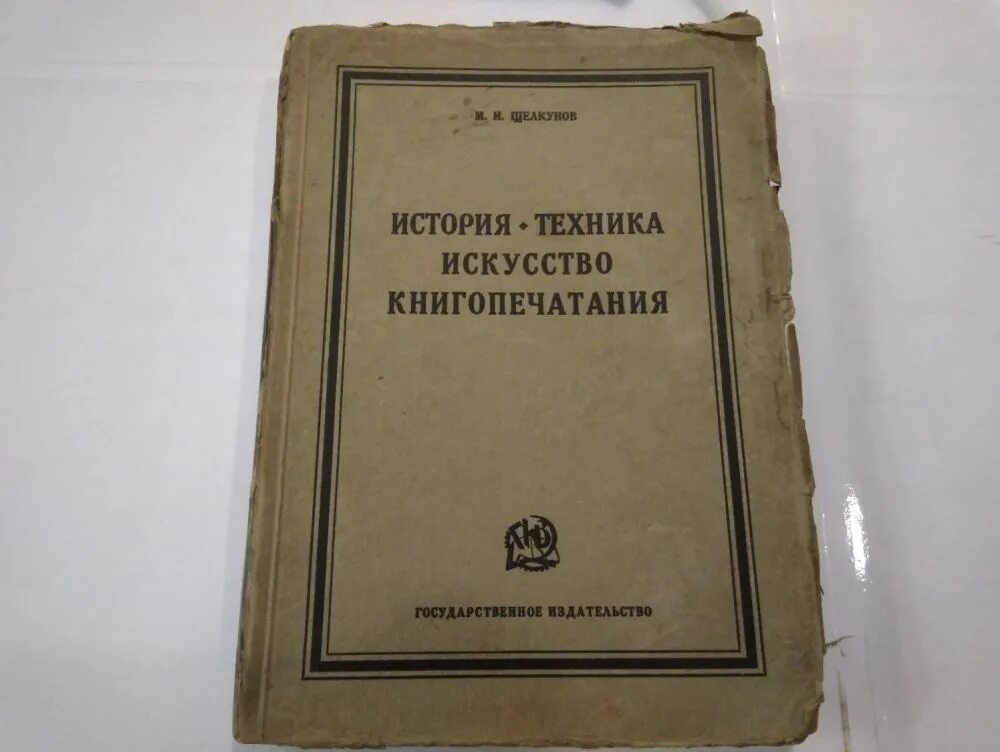 М. И. ЩЕЛКУНОВ
ИСТОРИЯ • ТЕХНИКА
ИСКУССТВО
КНИГОПЕЧАТАНИЯ
ГОСУДАРСТВЕННОЕ ИЗДАТЕЛЬСТВО